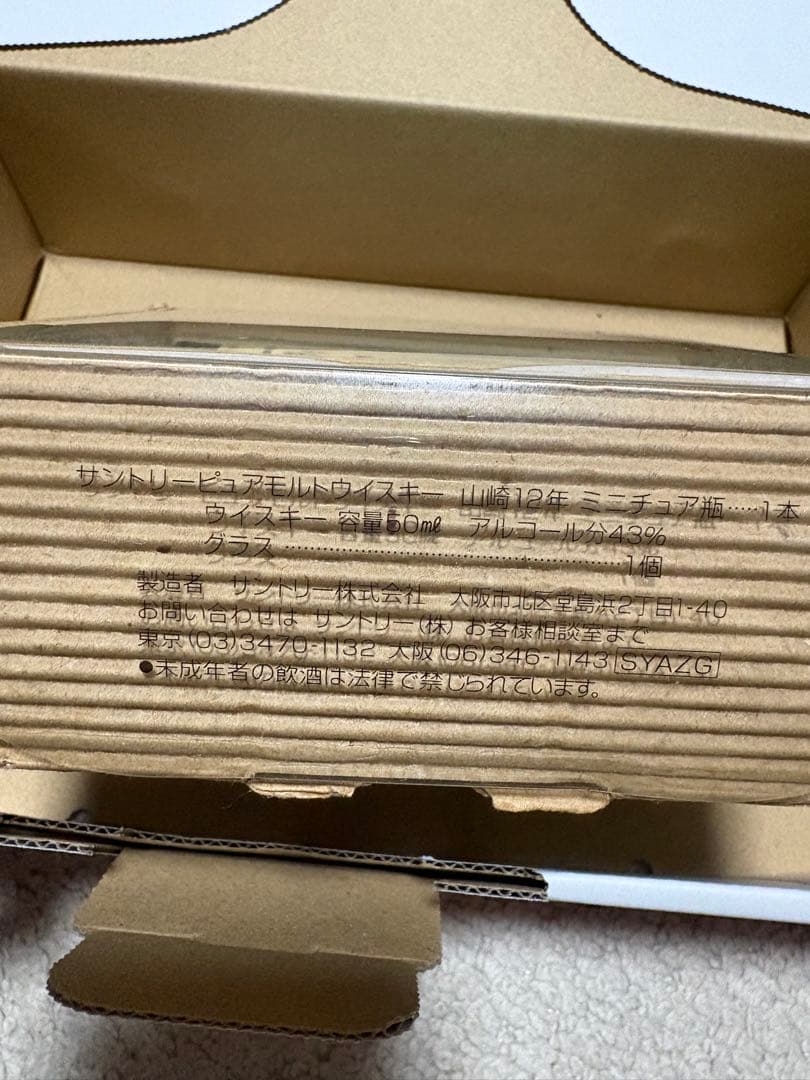 サントリーピュアモルトウイスキー 山崎12年 ミニチュア瓶‥‥1本
ウイスキー 容量50㎖ アルコール分43%
グラス‥‥‥‥‥‥‥‥‥‥‥‥‥‥‥‥1個
製造者 サントリー株式会社 大阪市北区堂島浜2丁目1-40
お問い合わせは サントリー(株) お客様相談室まで
東京(03)3470-1132 大阪(06)346-1143 SYAZG
●未成年者の飲酒は法律で禁じられています。